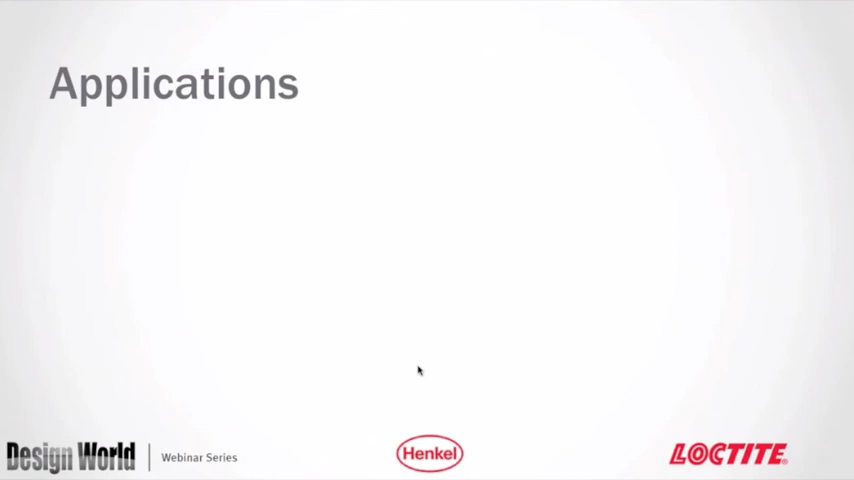 Applications
Design World
Webinar Series
Henkel
LOCTITE®